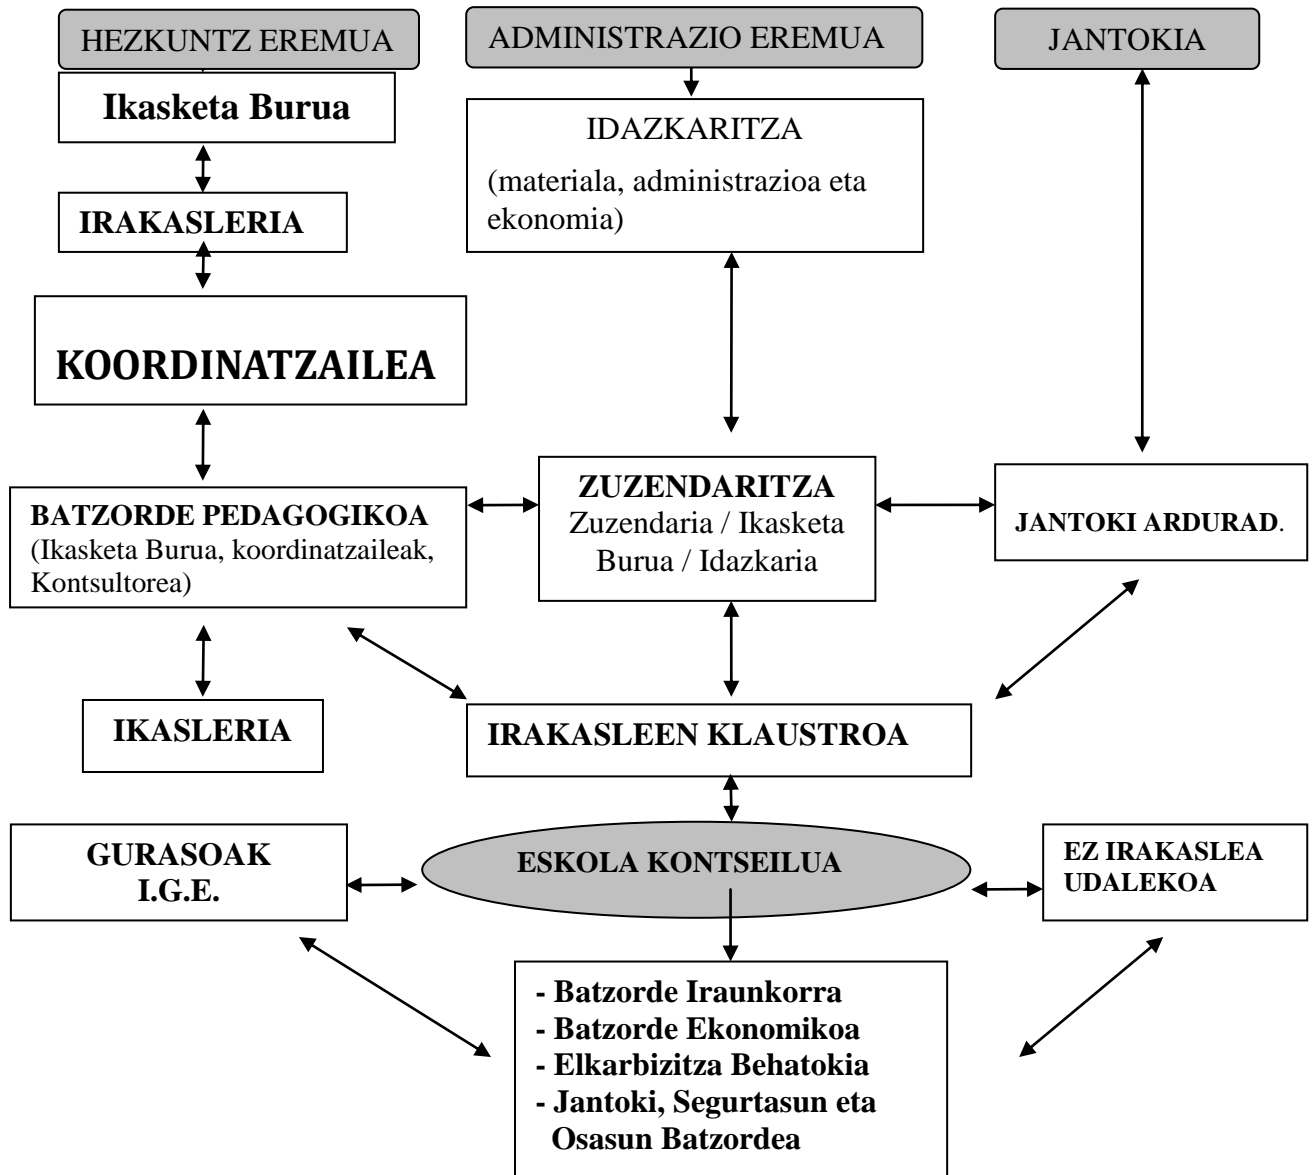 HEZKUNTZ EREMUA
ADMINISTRAZIO EREMUA
JANTOKIA
Ikasketa Burua
IDAZKARITZA
(materiala, administrazioa eta
ekonomia)
IRAKASLERIA
KOORDINATZAILEA
BATZORDE PEDAGOGIKOA
(Ikasketa Burua, koordinatzaileak,
Kontsultorea)
ZUZENDARITZA
Zuzendaria / Ikasketa
Burua / Idazkaria
JANTOKI ARDURAD.
IKASLERIA
IRAKASLEEN KLAUSTROA
GURASOAK
I.G.E.
ESKOLA KONTSEILUA
EZ IRAKASLEA
UDALEKOA
- Batzorde Iraunkorra
- Batzorde Ekonomikoa
- Elkarbizitza Behatokia
- Jantoki, Segurtasun eta
Osasun Batzordea